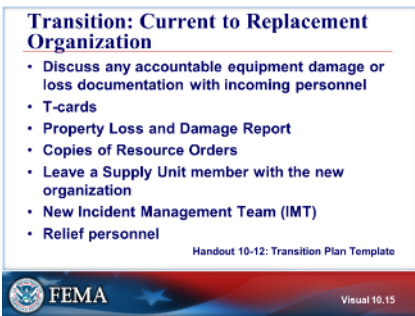 Transition: Current to Replacement
Organization
• Discuss any accountable equipment damage or
loss documentation with incoming personnel
• T-cards
• Property Loss and Damage Report
• Copies of Resource Orders
• Leave a Supply Unit member with the new
organization
• New Incident Management Team (IMT)
• Relief personnel
Handout 10-12: Transition Plan Template
FEMA
Visual 10.15